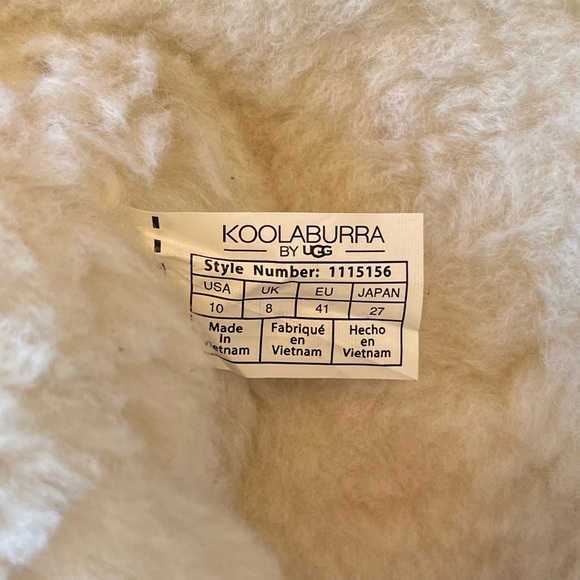 KOOLABURRA
BY UGG
Style Number: 1115156
USA UK EU JAPAN
10 8 41 27
Made Fabriqué Hecho
In en en
Vietnam Vietnam Vietnam